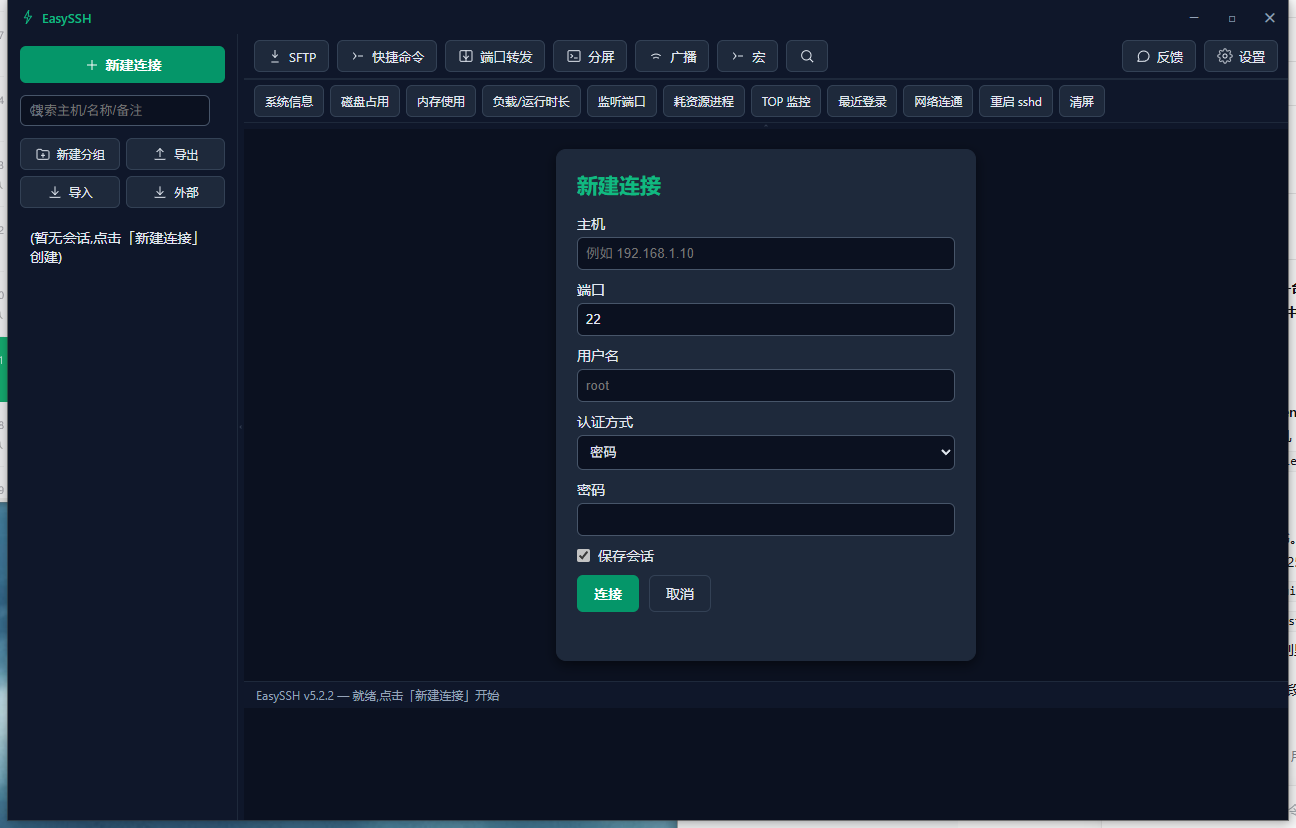 EasySSH
新建连接
搜索主机/名称/备注
新建分组
导出
导入
外部
(暂无会话,点击「新建连接」
创建)
SFTP
快捷命令
端口转发
分屏
广播
宏
反馈
设置
系统信息
磁盘占用
内存使用
负载/运行时长
监听端口
耗资源进程
TOP 监控
最近登录
网络连通
重启 sshd
清屏
新建连接
主机
例如 192.168.1.10
端口
22
用户名
root
认证方式
密码
密码
保存会话
连接
取消
EasySSH v5.2.2 — 就绪,点击「新建连接」开始